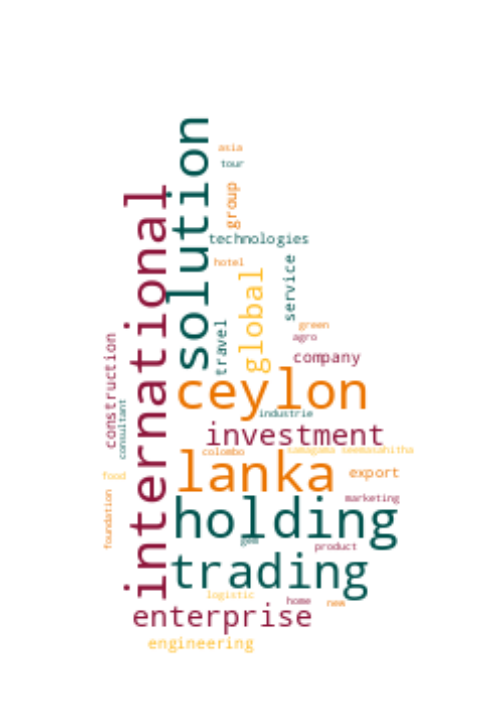 solution
asia
tour
group
international
technologies
service
hotel
global
travel
green
agro
construction
company
ceylon
consultant
industrie
investment
colombo
samagama seemasahitha
lanka
food
export
foundation
marketing
holding
gem
product
trading
logistic
home
new
enterprise
engineering